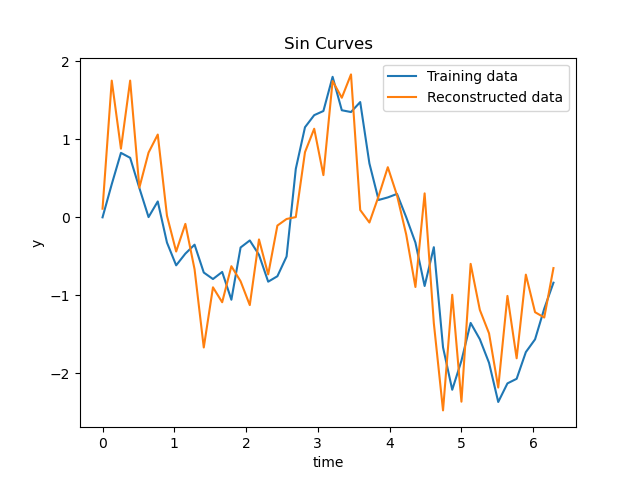 Sin Curves
Training data
Reconstructed data
2
1
0
−1
−2
y
0 1 2 3 4 5 6
time